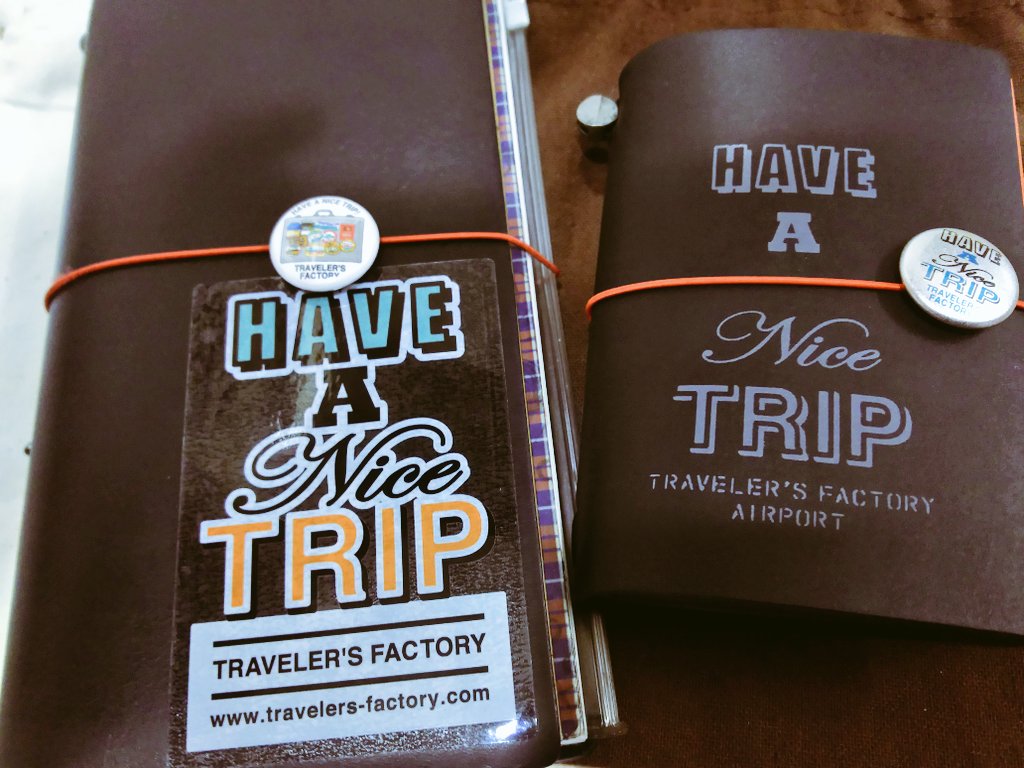 HAVE A NICE TRIP!
TRAVELER'S
FACTORY
HAVE
A
Nice
TRIP
TRAVELER'S FACTORY
www.travelers-factory.com
HAVE
A
Nice
TRIP
TRAVELER'S FACTORY
AIRPORT
HAVE
A
Nice
TRIP
TRAVELER'S
FACTORY